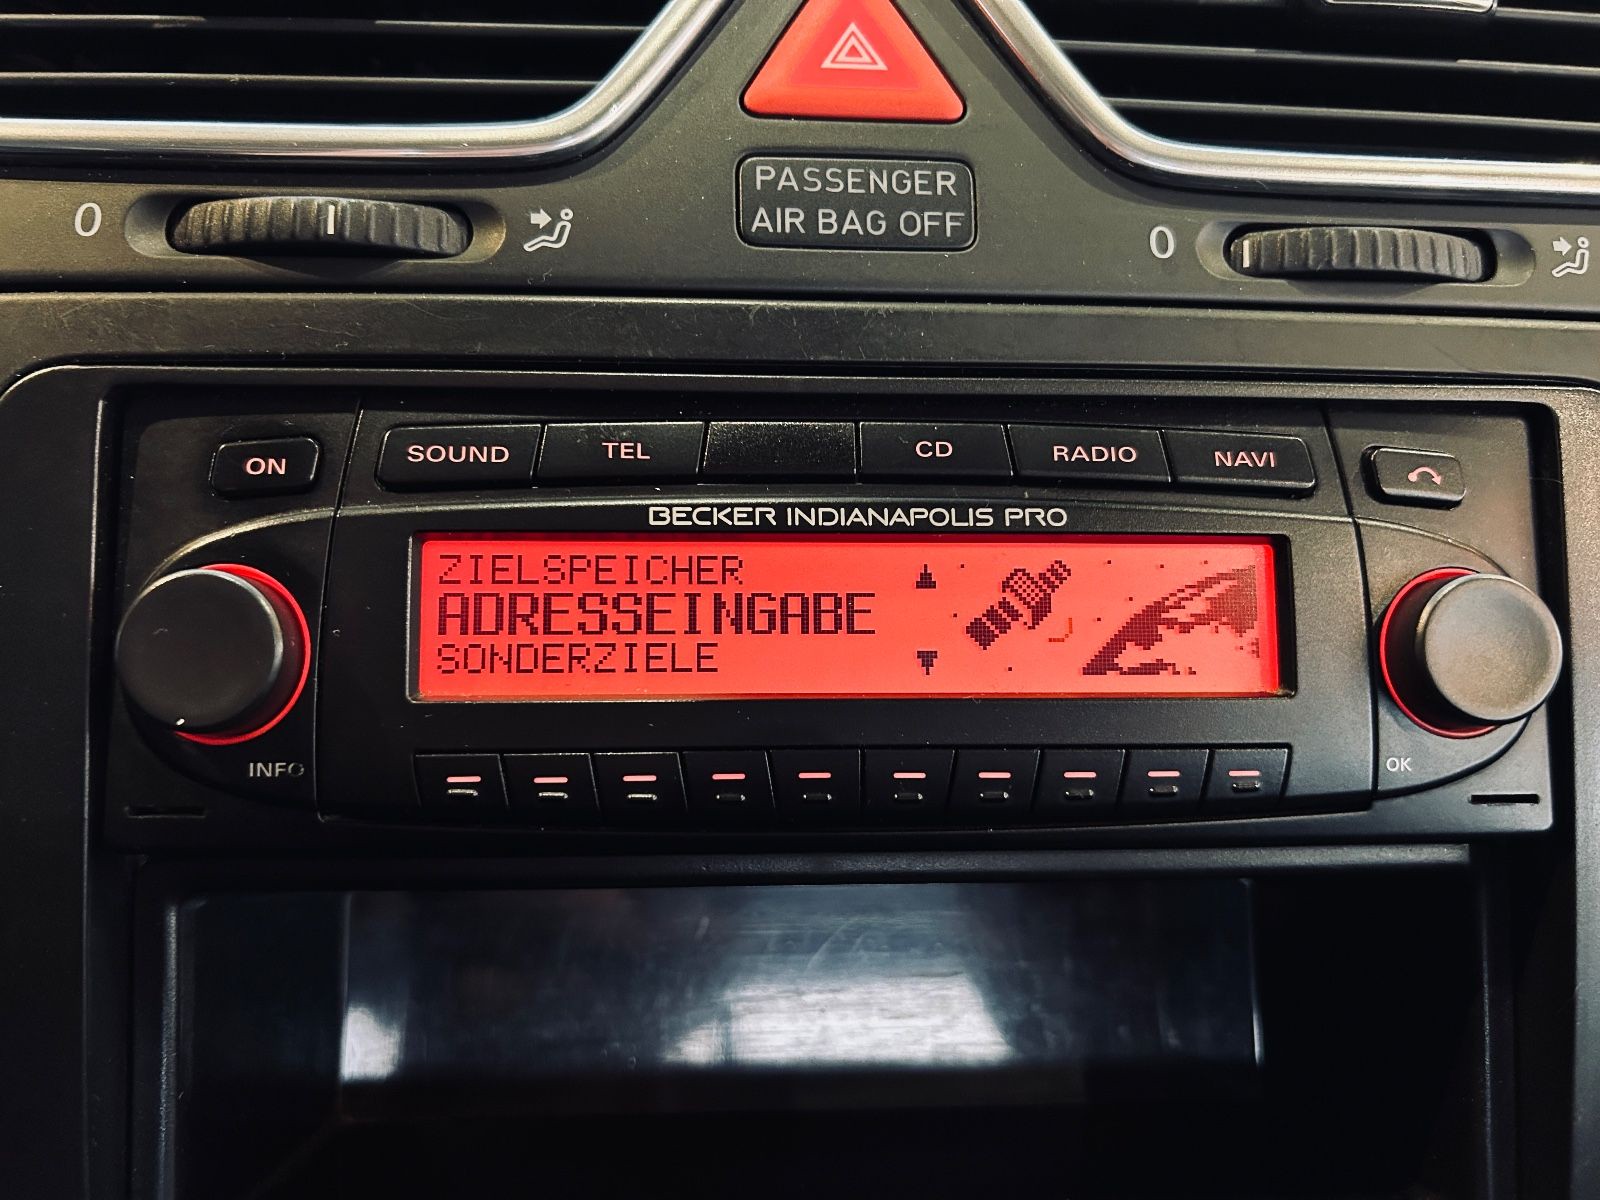 PASSENGER
AIR BAG OFF
0
0
ON
SOUND
TEL
CD
RADIO
NAVI
BECKER INDIANAPOLIS PRO
ZIELSPEICHER
ADRESSEINGABE
SONDERZIELE
INFO
OK